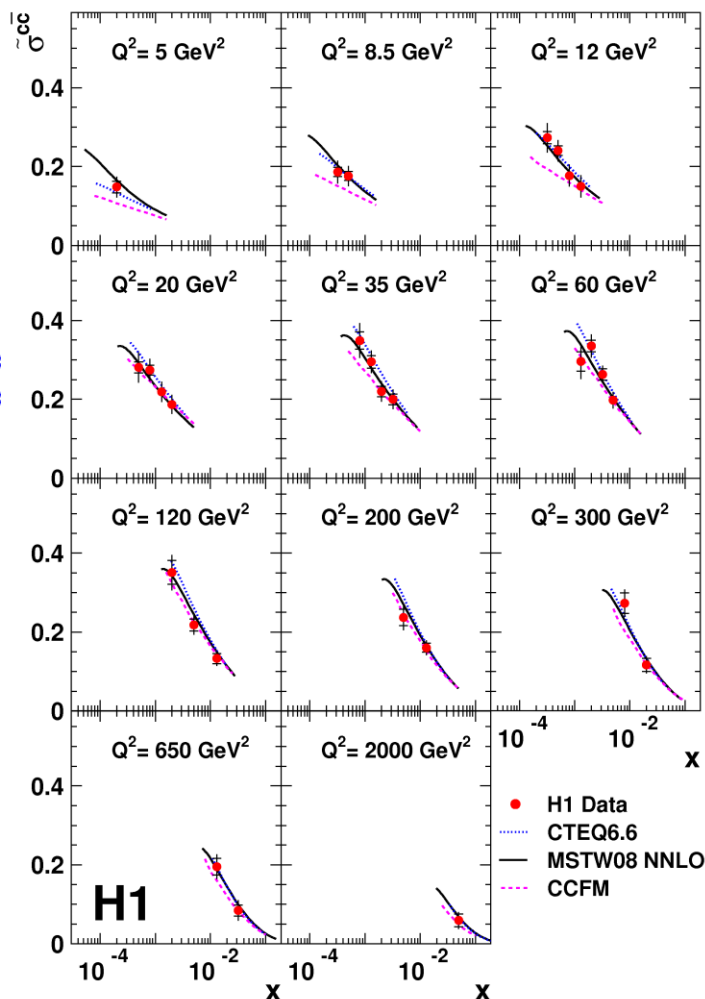 σ̃^cc̄
Q²= 5 GeV²
Q²= 8.5 GeV²
Q²= 12 GeV²
0.4
0.2
0
Q²= 20 GeV²
Q²= 35 GeV²
Q²= 60 GeV²
0.4
0.2
0
Q²= 120 GeV²
Q²= 200 GeV²
Q²= 300 GeV²
0.4
0.2
0
10⁻⁴ 10⁻²
x
Q²= 650 GeV²
Q²= 2000 GeV²
0.4
0.2
0
H1
10⁻⁴ 10⁻²
x
10⁻⁴ 10⁻²
x
H1 Data
CTEQ6.6
MSTW08 NNLO
CCFM